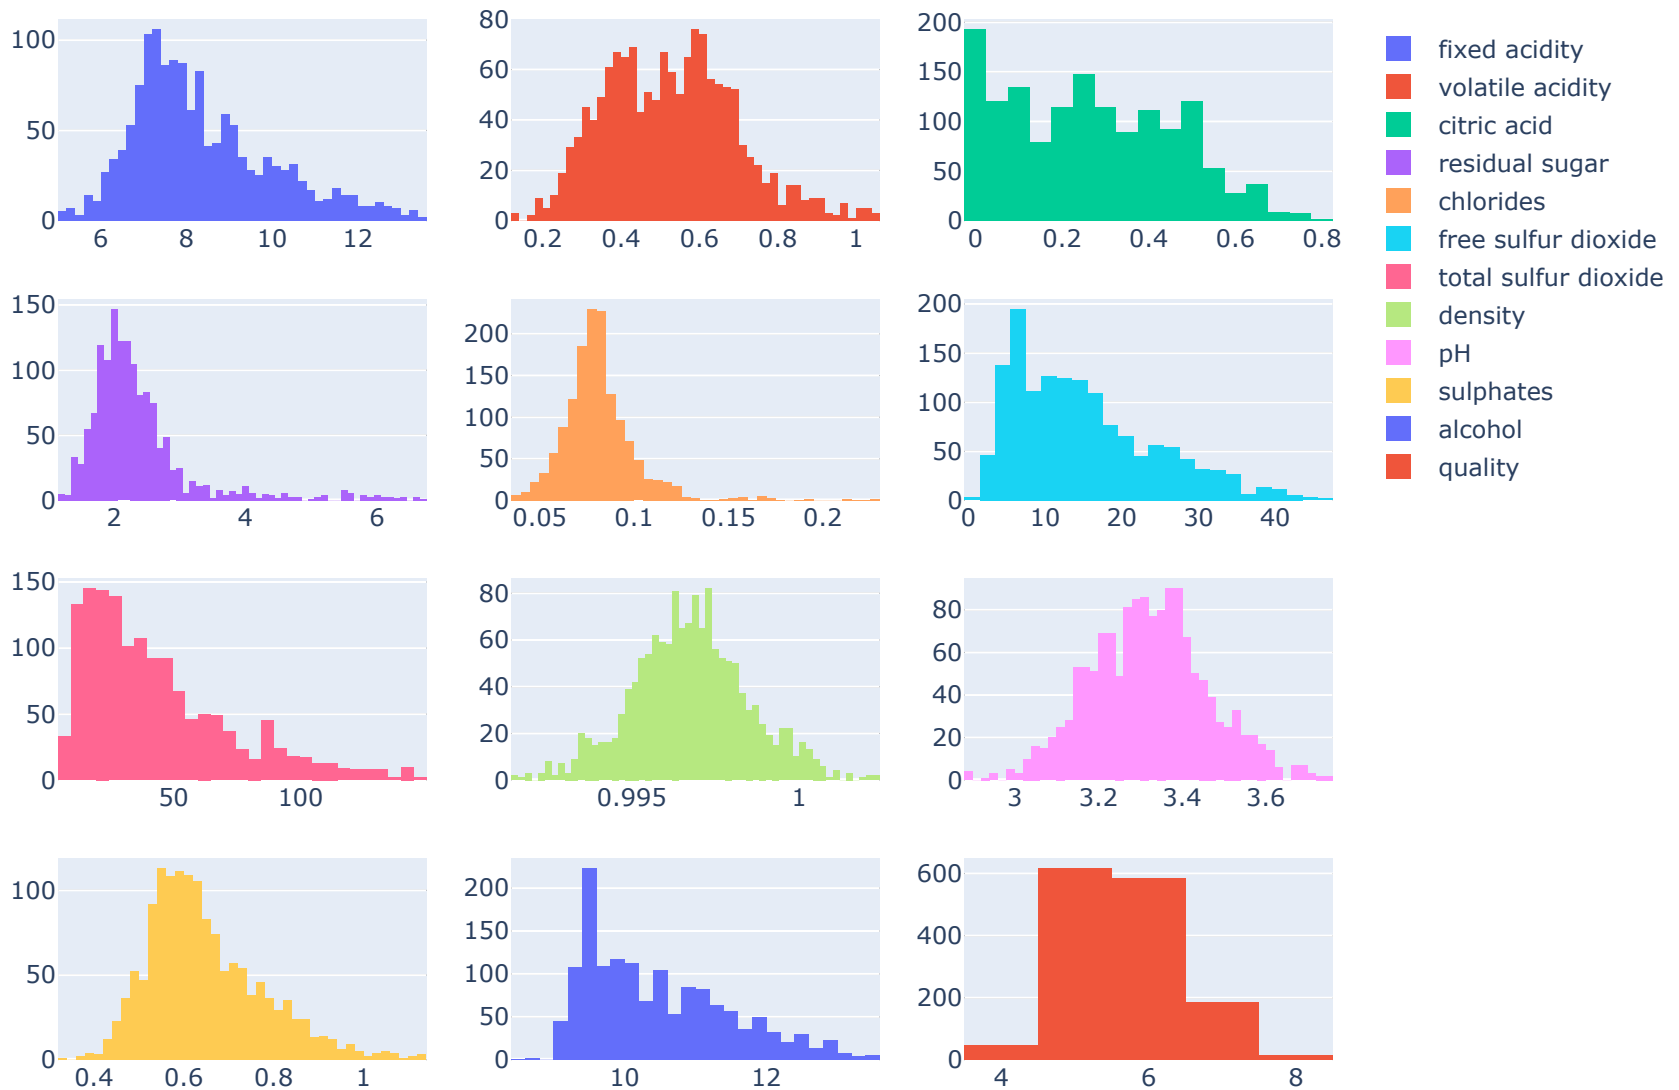 100
50
0
6 8 10 12
80
60
40
20
0
0.2 0.4 0.6 0.8 1
200
150
100
50
0
0 0.2 0.4 0.6 0.8
fixed acidity
volatile acidity
citric acid
residual sugar
chlorides
free sulfur dioxide
total sulfur dioxide
density
pH
sulphates
alcohol
quality
150
100
50
0
2 4 6
200
150
100
50
0
0.05 0.1 0.15 0.2
200
150
100
50
0
0 10 20 30 40
150
100
50
0
50 100
80
60
40
20
0
0.995 1
80
60
40
20
0
3 3.2 3.4 3.6
100
50
0
0.4 0.6 0.8 1
200
150
100
50
0
10 12
600
400
200
0
4 6 8